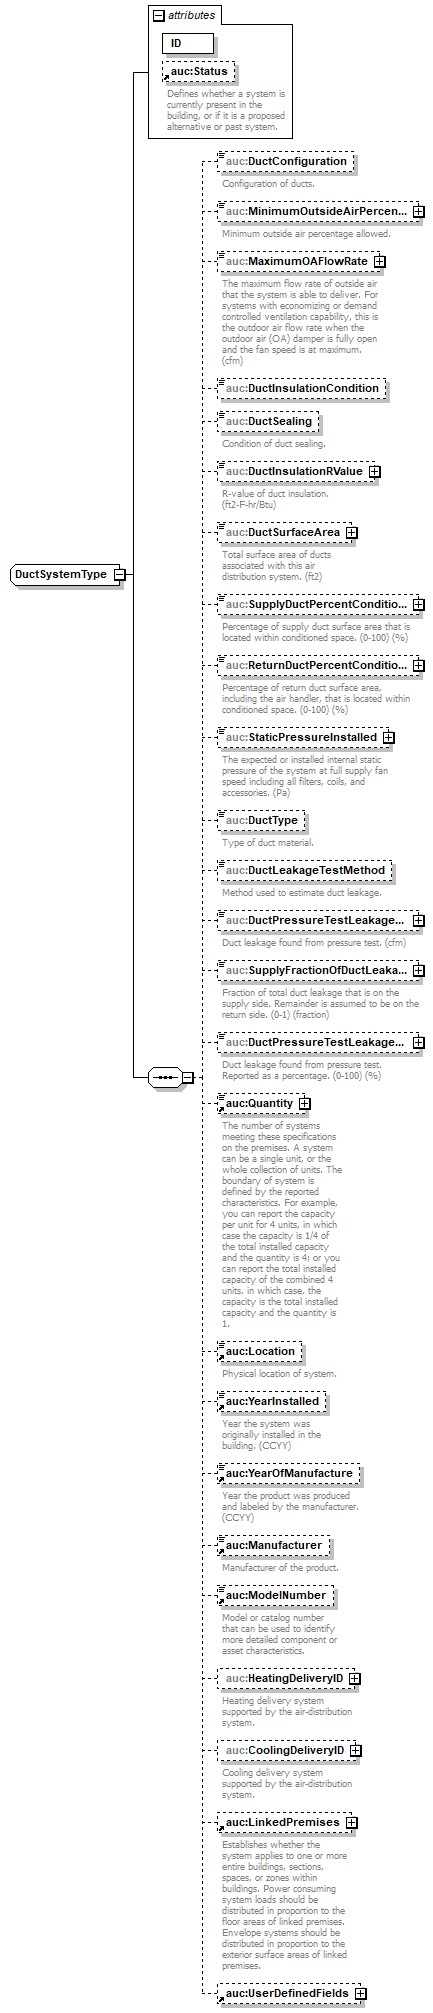 attributes
ID
auc:Status
Defines whether a system is
currently present in the
building, or if it is a proposed
alternative or past system.
auc:DuctConfiguration
Configuration of ducts.
auc:MinimumOutsideAirPercen...
Minimum outside air percentage allowed.
auc:MaximumOAFlowRate
The maximum flow rate of outside air
that the system is able to deliver. For
systems with economizing or demand
controlled ventilation capability, this is
the outdoor air flow rate when the
outdoor air (OA) damper is fully open
and the fan speed is at maximum.
(cfm)
auc:DuctInsulationCondition
auc:DuctSealing
Condition of duct sealing.
auc:DuctInsulationRValue
R-value of duct insulation.
(ft2-F-hr/Btu)
auc:DuctSurfaceArea
Total surface area of ducts
associated with this air
distribution system. (ft2)
DuctSystemType
auc:SupplyDuctPercentConditio...
Percentage of supply duct surface area that is
located within conditioned space. (0-100) (%)
auc:ReturnDuctPercentConditio...
Percentage of return duct surface area,
including the air handler, that is located within
conditioned space. (0-100) (%)
auc:StaticPressureInstalled
The expected or installed internal static
pressure of the system at full supply fan
speed including all filters, coils, and
accessories. (Pa)
auc:DuctType
Type of duct material.
auc:DuctLeakageTestMethod
Method used to estimate duct leakage.
auc:DuctPressureTestLeakage...
Duct leakage found from pressure test. (cfm)
auc:SupplyFractionOfDuctLeaka...
Fraction of total duct leakage that is on the
supply side. Remainder is assumed to be on the
return side. (0-1) (fraction)
auc:DuctPressureTestLeakage...
Duct leakage found from pressure test.
Reported as a percentage. (0-100) (%)
auc:Quantity
The number of systems
meeting these specifications
on the premises. A system
can be a single unit, or the
whole collection of units. The
boundary of system is
defined by the reported
characteristics. For example,
you can report the capacity
per unit for 4 units, in which
case the capacity is 1/4 of
the total installed capacity
and the quantity is 4; or you
can report the total installed
capacity of the combined 4
units, in which case, the
capacity is the total installed
capacity and the quantity is
1.
auc:Location
Physical location of system.
auc:YearInstalled
Year the system was
originally installed in the
building. (CCYY)
auc:YearOfManufacture
Year the product was produced
and labeled by the manufacturer.
(CCYY)
auc:Manufacturer
Manufacturer of the product.
auc:ModelNumber
Model or catalog number
that can be used to identify
more detailed component or
asset characteristics.
auc:HeatingDeliveryID
Heating delivery system
supported by the air-distribution
system.
auc:CoolingDeliveryID
Cooling delivery system
supported by the air-distribution
system.
auc:LinkedPremises
Establishes whether the
system applies to one or more
entire buildings, sections,
spaces, or zones within
buildings. Power consuming
system loads should be
distributed in proportion to the
floor areas of linked premises.
Envelope systems should be
distributed in proportion to the
exterior surface areas of linked
premises.
auc:UserDefinedFields